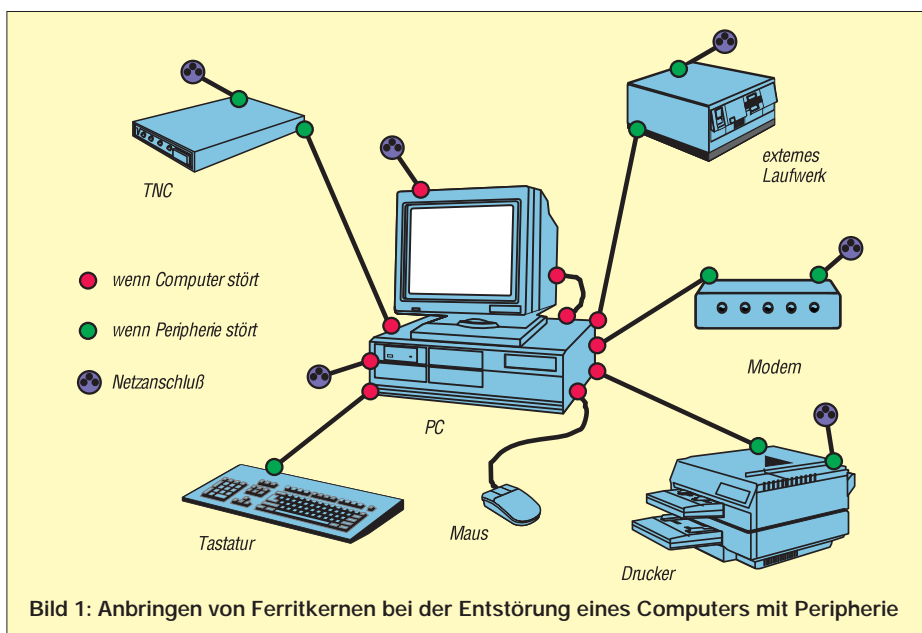 TNC
externes
Laufwerk
wenn Computer stört
wenn Peripherie stört
Netzanschluß
Modem
PC
Tastatur
Maus
Drucker
Bild 1: Anbringen von Ferritkernen bei der Entstörung eines Computers mit Peripherie